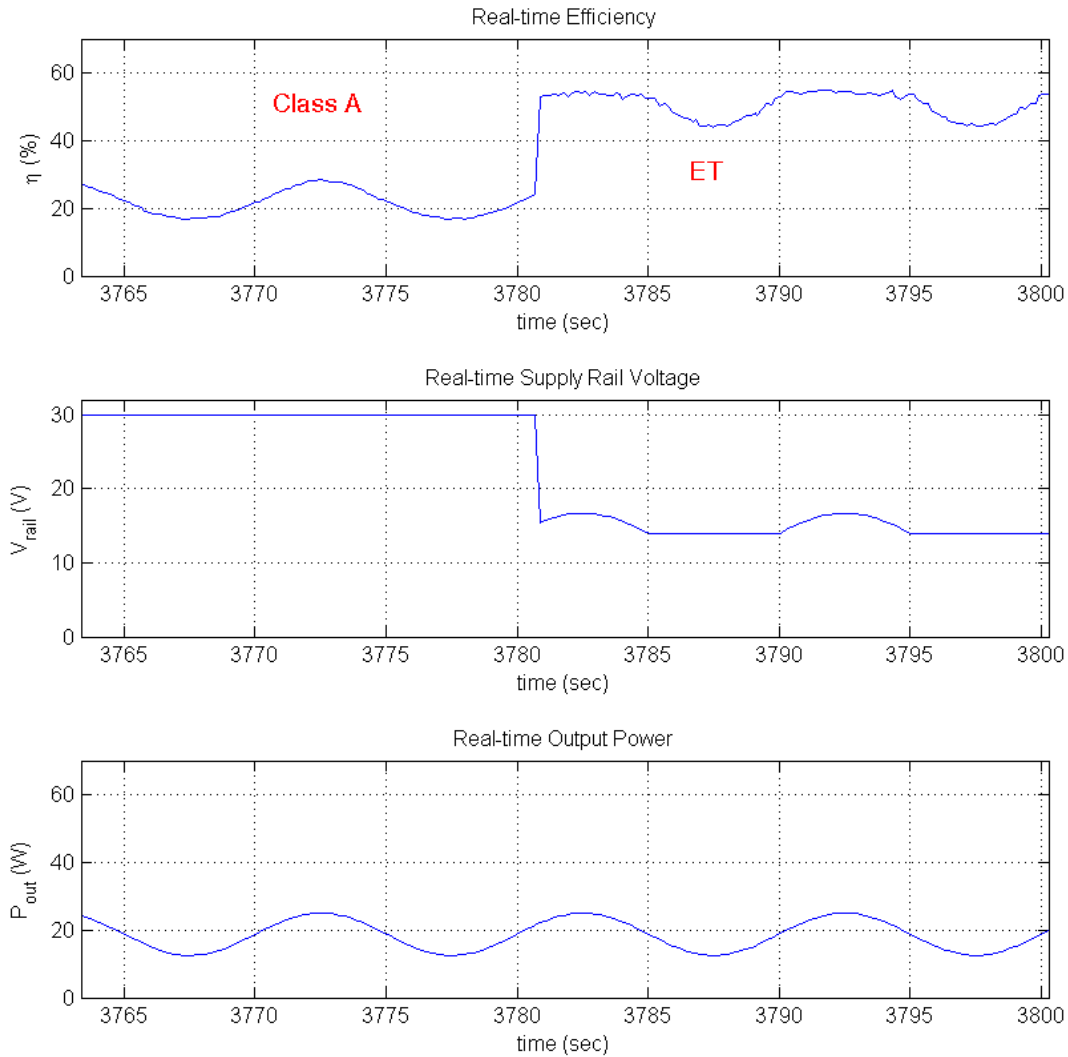 Real-time Efficiency
60
40
20
0
η (%)
Class A
ET
3765 3770 3775 3780 3785 3790 3795 3800
time (sec)
Real-time Supply Rail Voltage
30
20
10
0
V_rail (V)
3765 3770 3775 3780 3785 3790 3795 3800
time (sec)
Real-time Output Power
60
40
20
0
P_out (W)
3765 3770 3775 3780 3785 3790 3795 3800
time (sec)